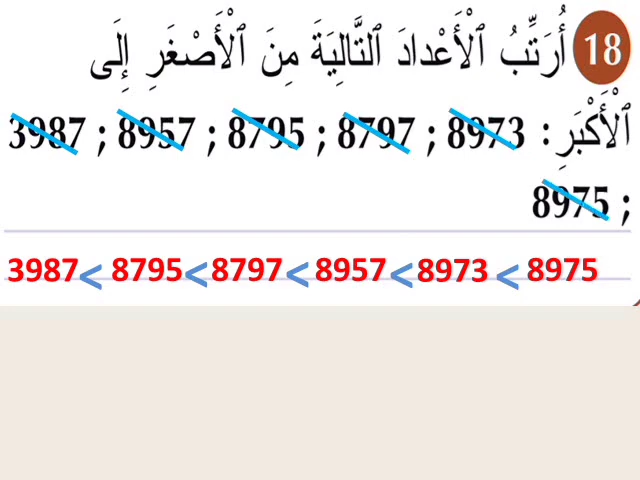 18 أُرَتِّبُ ٱلْأَعْدادَ ٱلتَّالِيَةَ مِنَ ٱلْأَصْغَرِ إِلَى
ٱلْأَكْبَرِ : 8973 ; 8797 ; 8795 ; 8957 ; 3987
; 8975
3987 < 8795 < 8797 < 8957 < 8973 < 8975